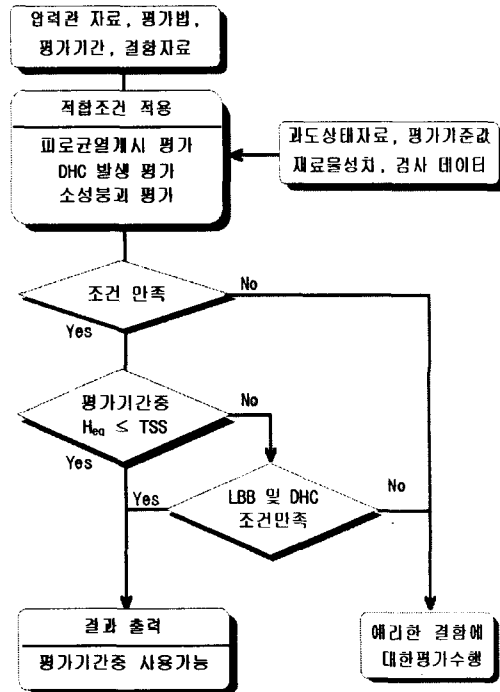 압력관 자료, 평가법,
평가기간, 결함자료
적합조건 적용
피로균열개시 평가
DHC 발생 평가
소성붕괴 평가
과도상태자료, 평가기준값
재료물성치, 검사 데이터
조건 만족
No
Yes
평가기간중
Heq ≤ TSS
No
Yes
LBB 및 DHC
조건만족
Yes
No
결과 출력
평가기간중 사용가능
예리한 결함에
대한평가수행